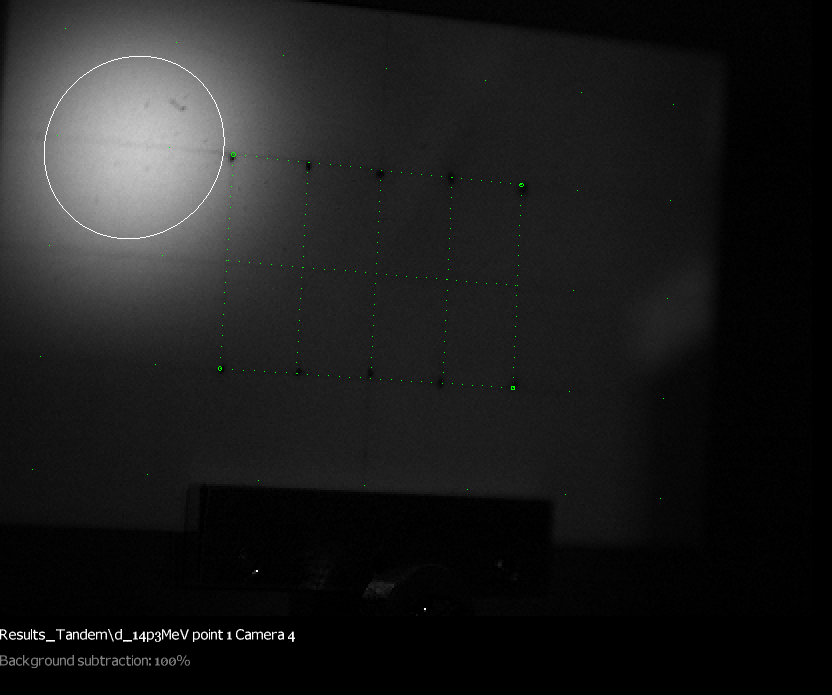 Results_Tandem\d_14p3MeV point 1 Camera 4
Background subtraction: 100%